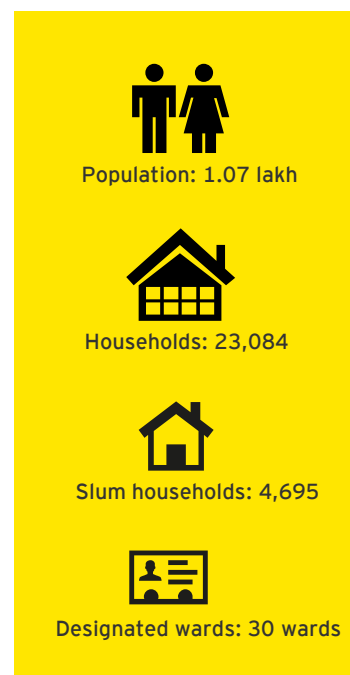 Population: 1.07 lakh
Households: 23,084
Slum households: 4,695
Designated wards: 30 wards